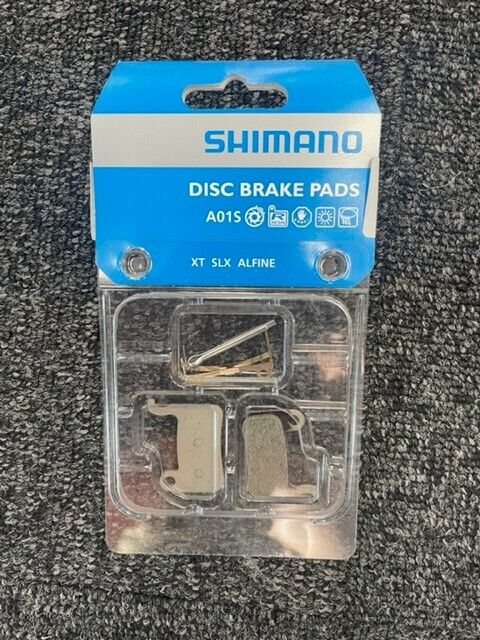 SHIMANO
DISC BRAKE PADS
A01S
XT SLX ALFINE